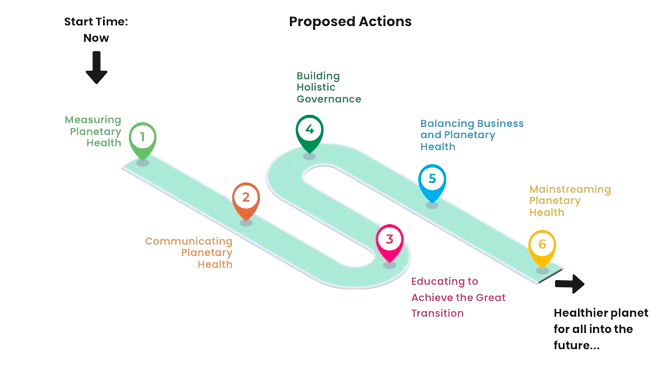 Start Time:
Now
Proposed Actions
Measuring
Planetary
Health
1
Communicating
Planetary
Health
2
Educating to
Achieve the Great
Transition
3
Building
Holistic
Governance
4
Balancing Business
and Planetary
Health
5
Mainstreaming
Planetary
Health
6
Healthier planet
for all into the
future...